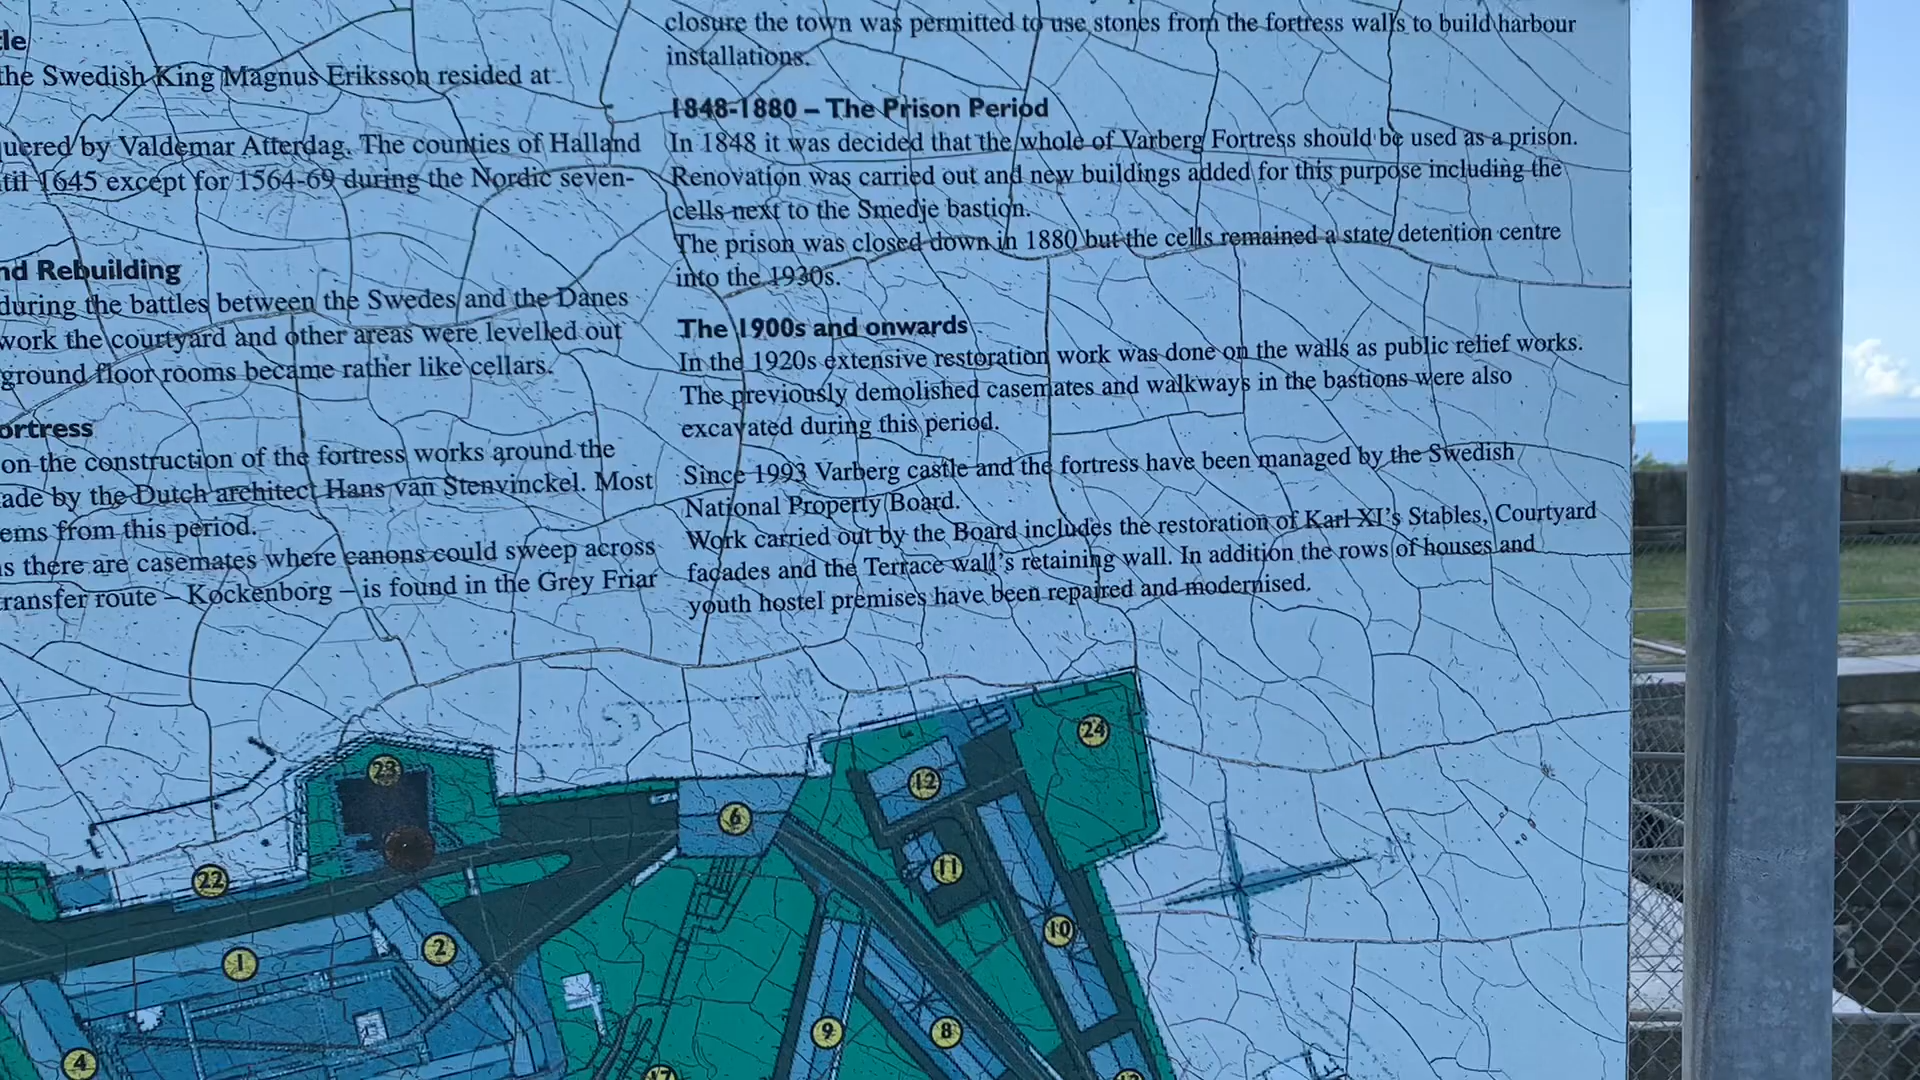 le
the Swedish King Magnus Eriksson resided at
uered by Valdemar Atterdag. The counties of Halland
til 1645 except for 1564-69 during the Nordic seven-
nd Rebuilding
during the battles between the Swedes and the Danes
work the courtyard and other areas were levelled out
ground floor rooms became rather like cellars.
ortress
on the construction of the fortress works around the
ade by the Dutch architect Hans van Stenvinckel. Most
ems from this period.
s there are casemates where canons could sweep across
ransfer route – Kockenborg – is found in the Grey Friar
closure the town was permitted to use stones from the fortress walls to build harbour
installations.
1848-1880 – The Prison Period
In 1848 it was decided that the whole of Varberg Fortress should be used as a prison.
Renovation was carried out and new buildings added for this purpose including the
cells next to the Smedje bastion.
The prison was closed down in 1880 but the cells remained a state detention centre
into the 1930s.
The 1900s and onwards
In the 1920s extensive restoration work was done on the walls as public relief works.
The previously demolished casemates and walkways in the bastions were also
excavated during this period.
Since 1993 Varberg castle and the fortress have been managed by the Swedish
National Property Board.
Work carried out by the Board includes the restoration of Karl XI's Stables, Courtyard
façades and the Terrace wall's retaining wall. In addition the rows of houses and
youth hostel premises have been repaired and modernised.
24
23
12
6
11
22
10
2
1
9
8
4
17